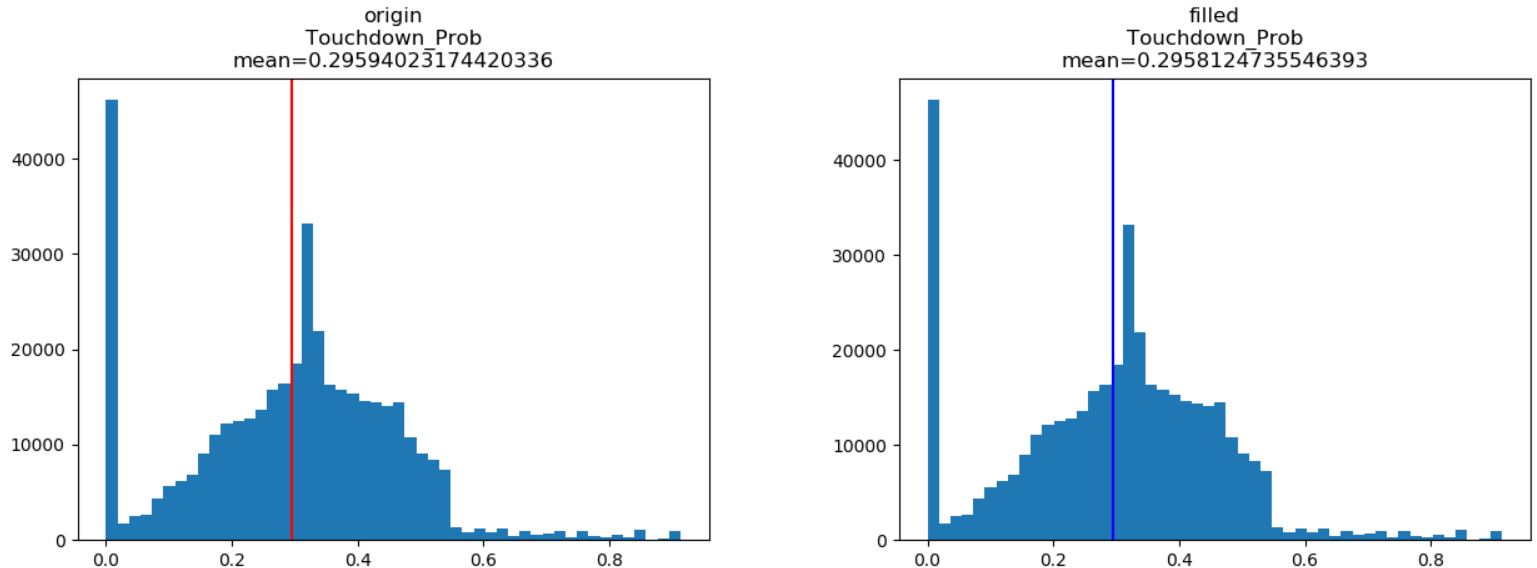 origin
Touchdown_Prob
mean=0.29594023174420336
40000
30000
20000
10000
0
0.0 0.2 0.4 0.6 0.8
filled
Touchdown_Prob
mean=0.2958124735546393
40000
30000
20000
10000
0
0.0 0.2 0.4 0.6 0.8